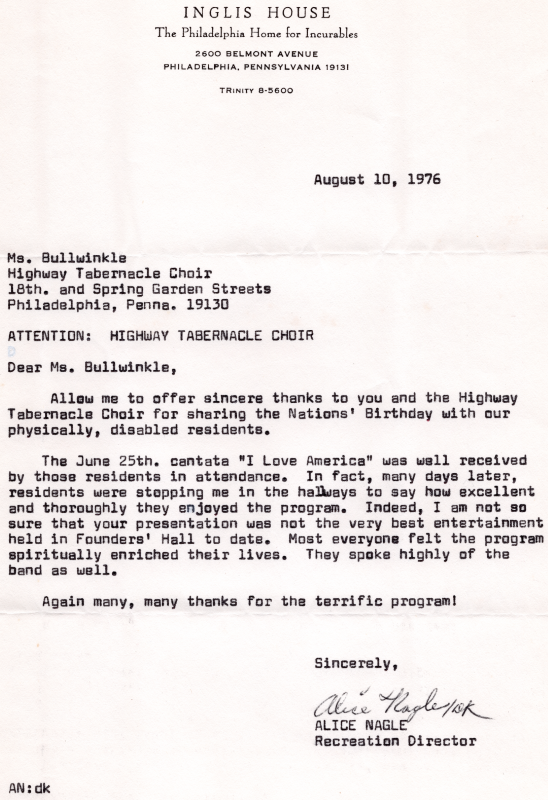 INGLIS HOUSE
The Philadelphia Home for Incurables
2600 BELMONT AVENUE
PHILADELPHIA, PENNSYLVANIA 19131
TRINITY 8-5600
August 10, 1976
Ms. Bullwinkle
Highway Tabernacle Choir
18th. and Spring Garden Streets
Philadelphia, Penna. 19130
ATTENTION: HIGHWAY TABERNACLE CHOIR
Dear Ms. Bullwinkle,
Allow me to offer sincere thanks to you and the Highway
Tabernacle Choir for sharing the Nations' Birthday with our
physically, disabled residents.
The June 25th. cantata "I Love America" was well received
by those residents in attendance. In fact, many days later,
residents were stopping me in the hallways to say how excellent
and thoroughly they enjoyed the program. Indeed, I am not so
sure that your presentation was not the very best entertainment
held in Founders' Hall to date. Most everyone felt the program
spiritually enriched their lives. They spoke highly of the
band as well.
Again many, many thanks for the terrific program!
Sincerely,
Alice Nagle/DK
ALICE NAGLE
Recreation Director
AN:dk